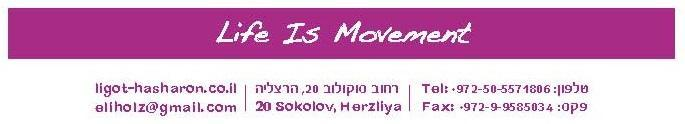 Life Is Movement
ligot-hasharon.co.il | רחוב סוקולוב 20, הרצליה | Tel: +972-50-5571806 :טלפון
eliholz@gmail.com | 20 Sokolov, Herzliya | Fax: +972-9-9585034 :פקס